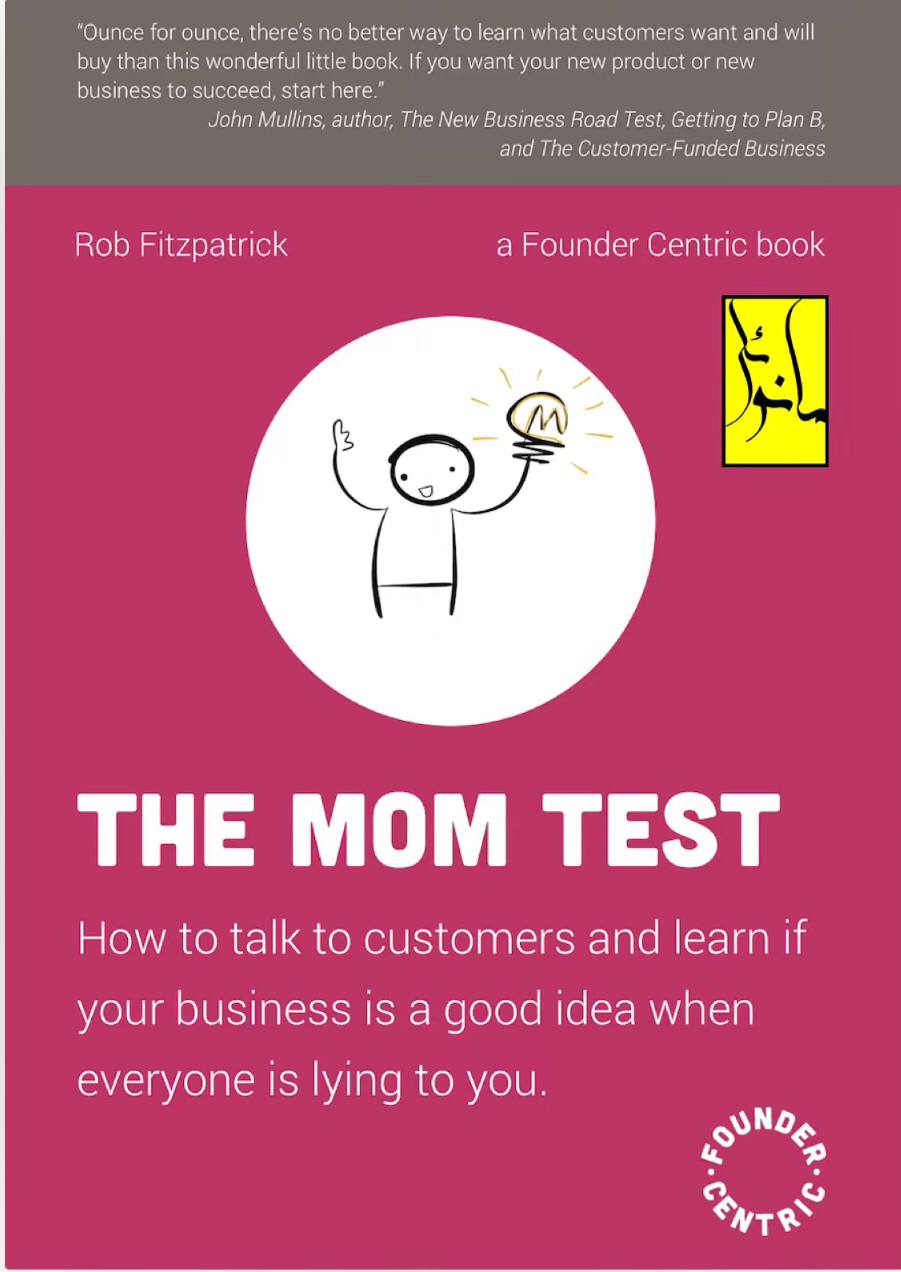 “Ounce for ounce, there’s no better way to learn what customers want and will
buy than this wonderful little book. If you want your new product or new
business to succeed, start here.”
John Mullins, author, The New Business Road Test, Getting to Plan B,
and The Customer-Funded Business
Rob Fitzpatrick
a Founder Centric book
M
THE MOM TEST
How to talk to customers and learn if
your business is a good idea when
everyone is lying to you.
FOUNDER
CENTRIC